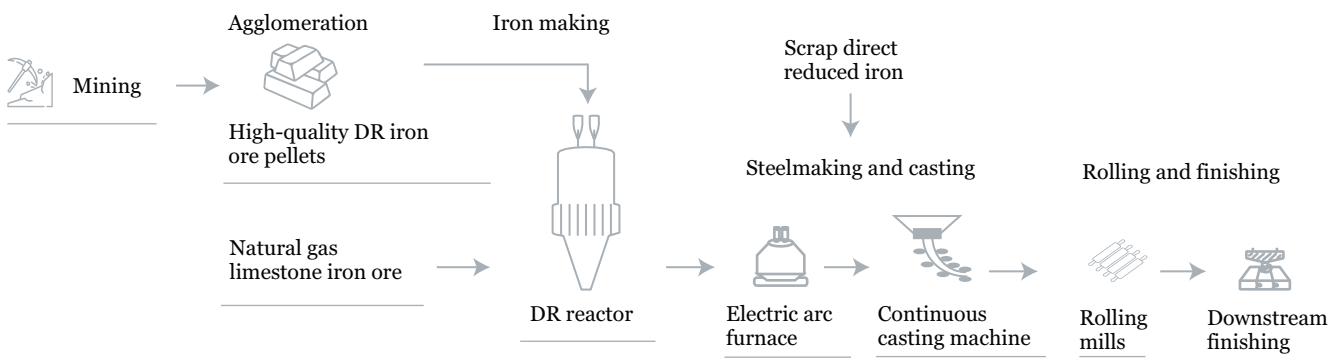 Agglomeration
Iron making
Mining
High-quality DR iron
ore pellets
Scrap direct
reduced iron
Steelmaking and casting
Rolling and finishing
Natural gas
limestone iron ore
DR reactor
Electric arc
furnace
Continuous
casting machine
Rolling
mills
Downstream
finishing